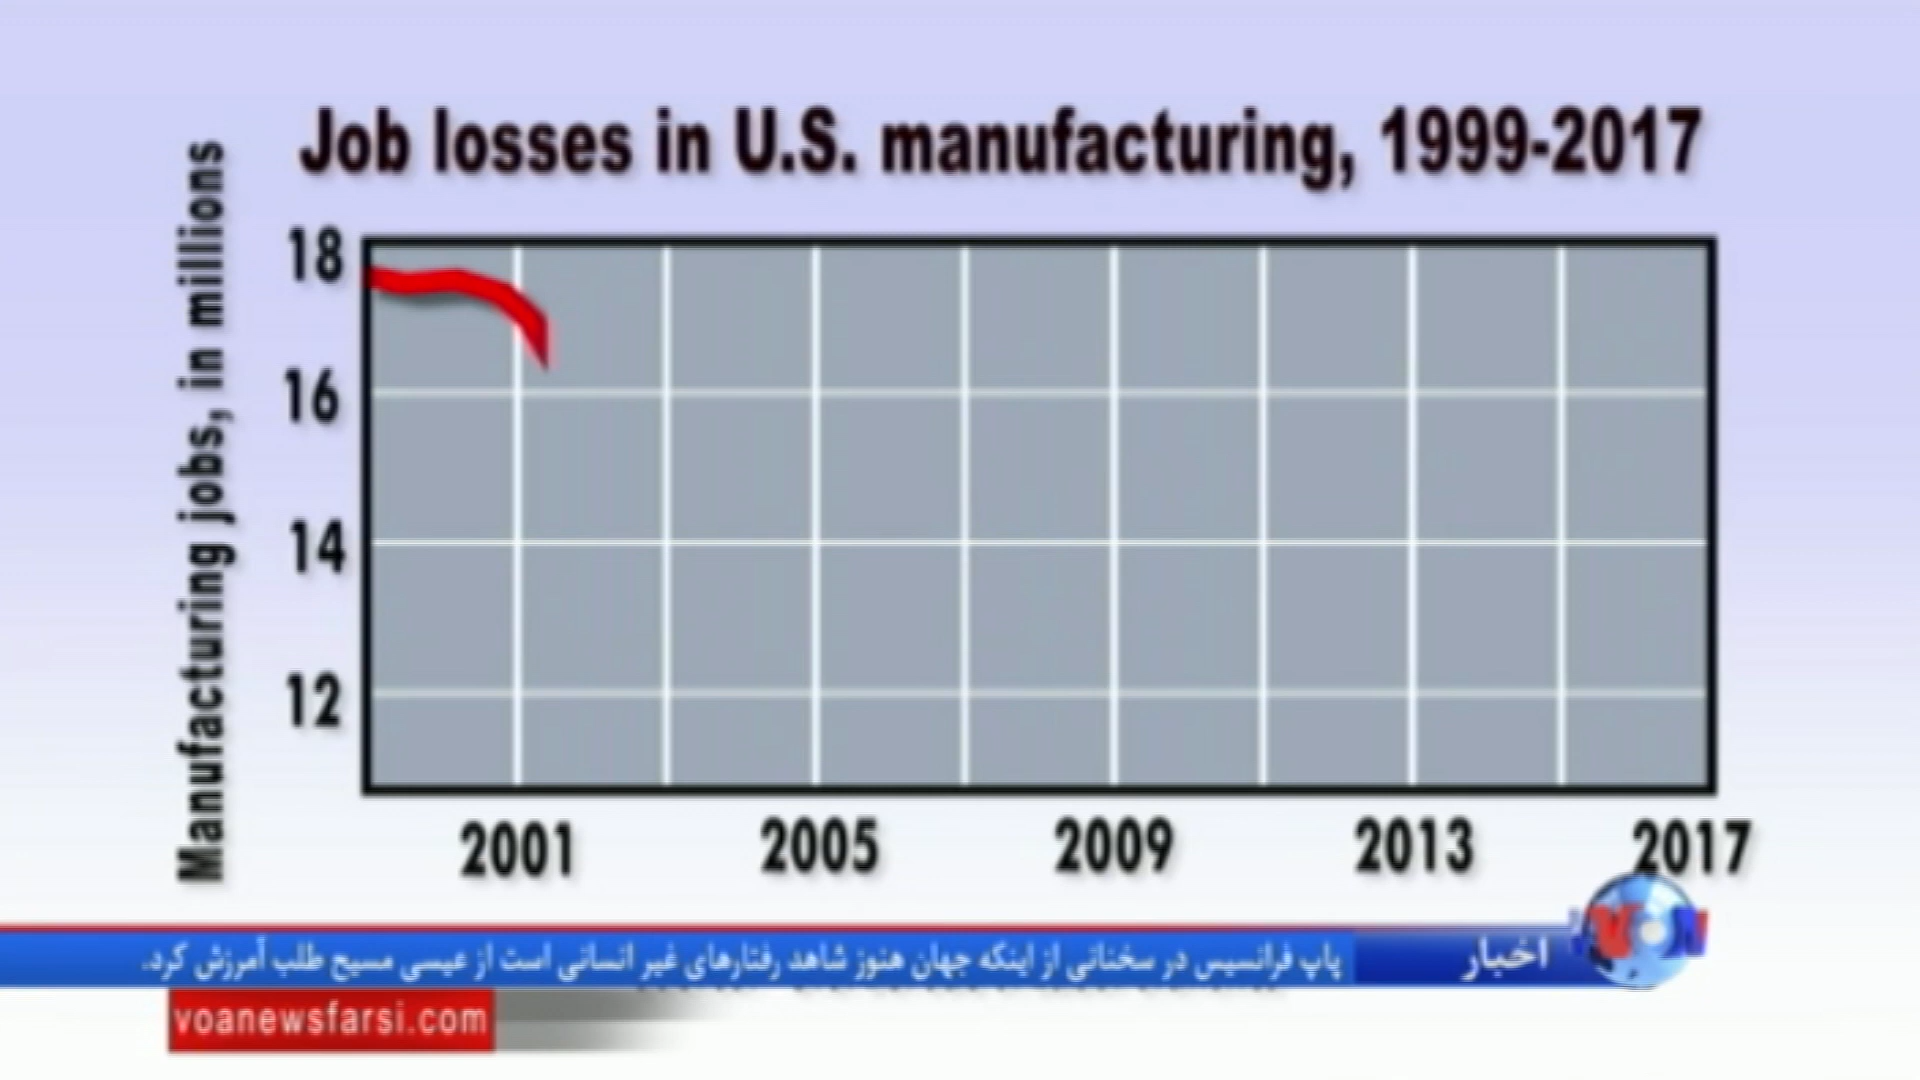 Job losses in U.S. manufacturing, 1999-2017
Manufacturing jobs, in millions
18
16
14
12
2001 2005 2009 2013 2017
VOA
اخبار
پاپ فرانسیس در سخنانی از اینکه جهان هنوز شاهد رفتارهای غیر انسانی است از عیسی مسیح طلب آمرزش کرد.
voanewsfarsi.com